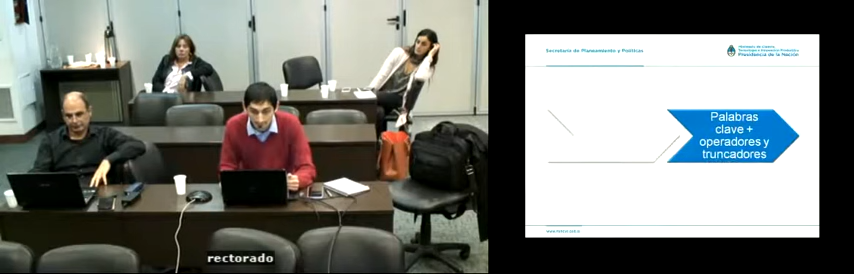 rectorado
Secretaría de Planeamiento y Políticas
Presidencia de la Nación
Palabras
clave +
operadores y
truncadores